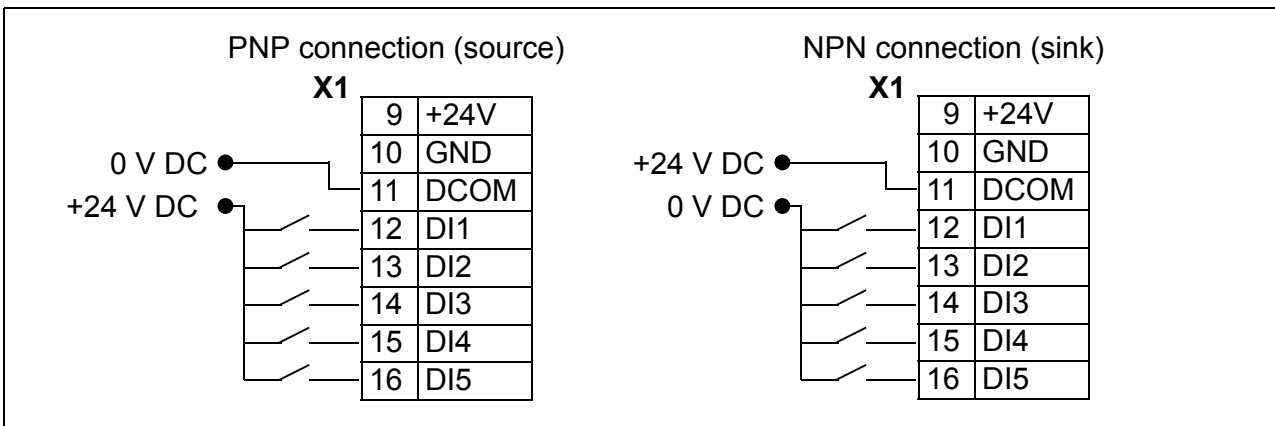 PNP connection (source)
X1
9 +24V
10 GND
11 DCOM
12 DI1
13 DI2
14 DI3
15 DI4
16 DI5
0 V DC
+24 V DC
NPN connection (sink)
X1
9 +24V
10 GND
11 DCOM
12 DI1
13 DI2
14 DI3
15 DI4
16 DI5
+24 V DC
0 V DC